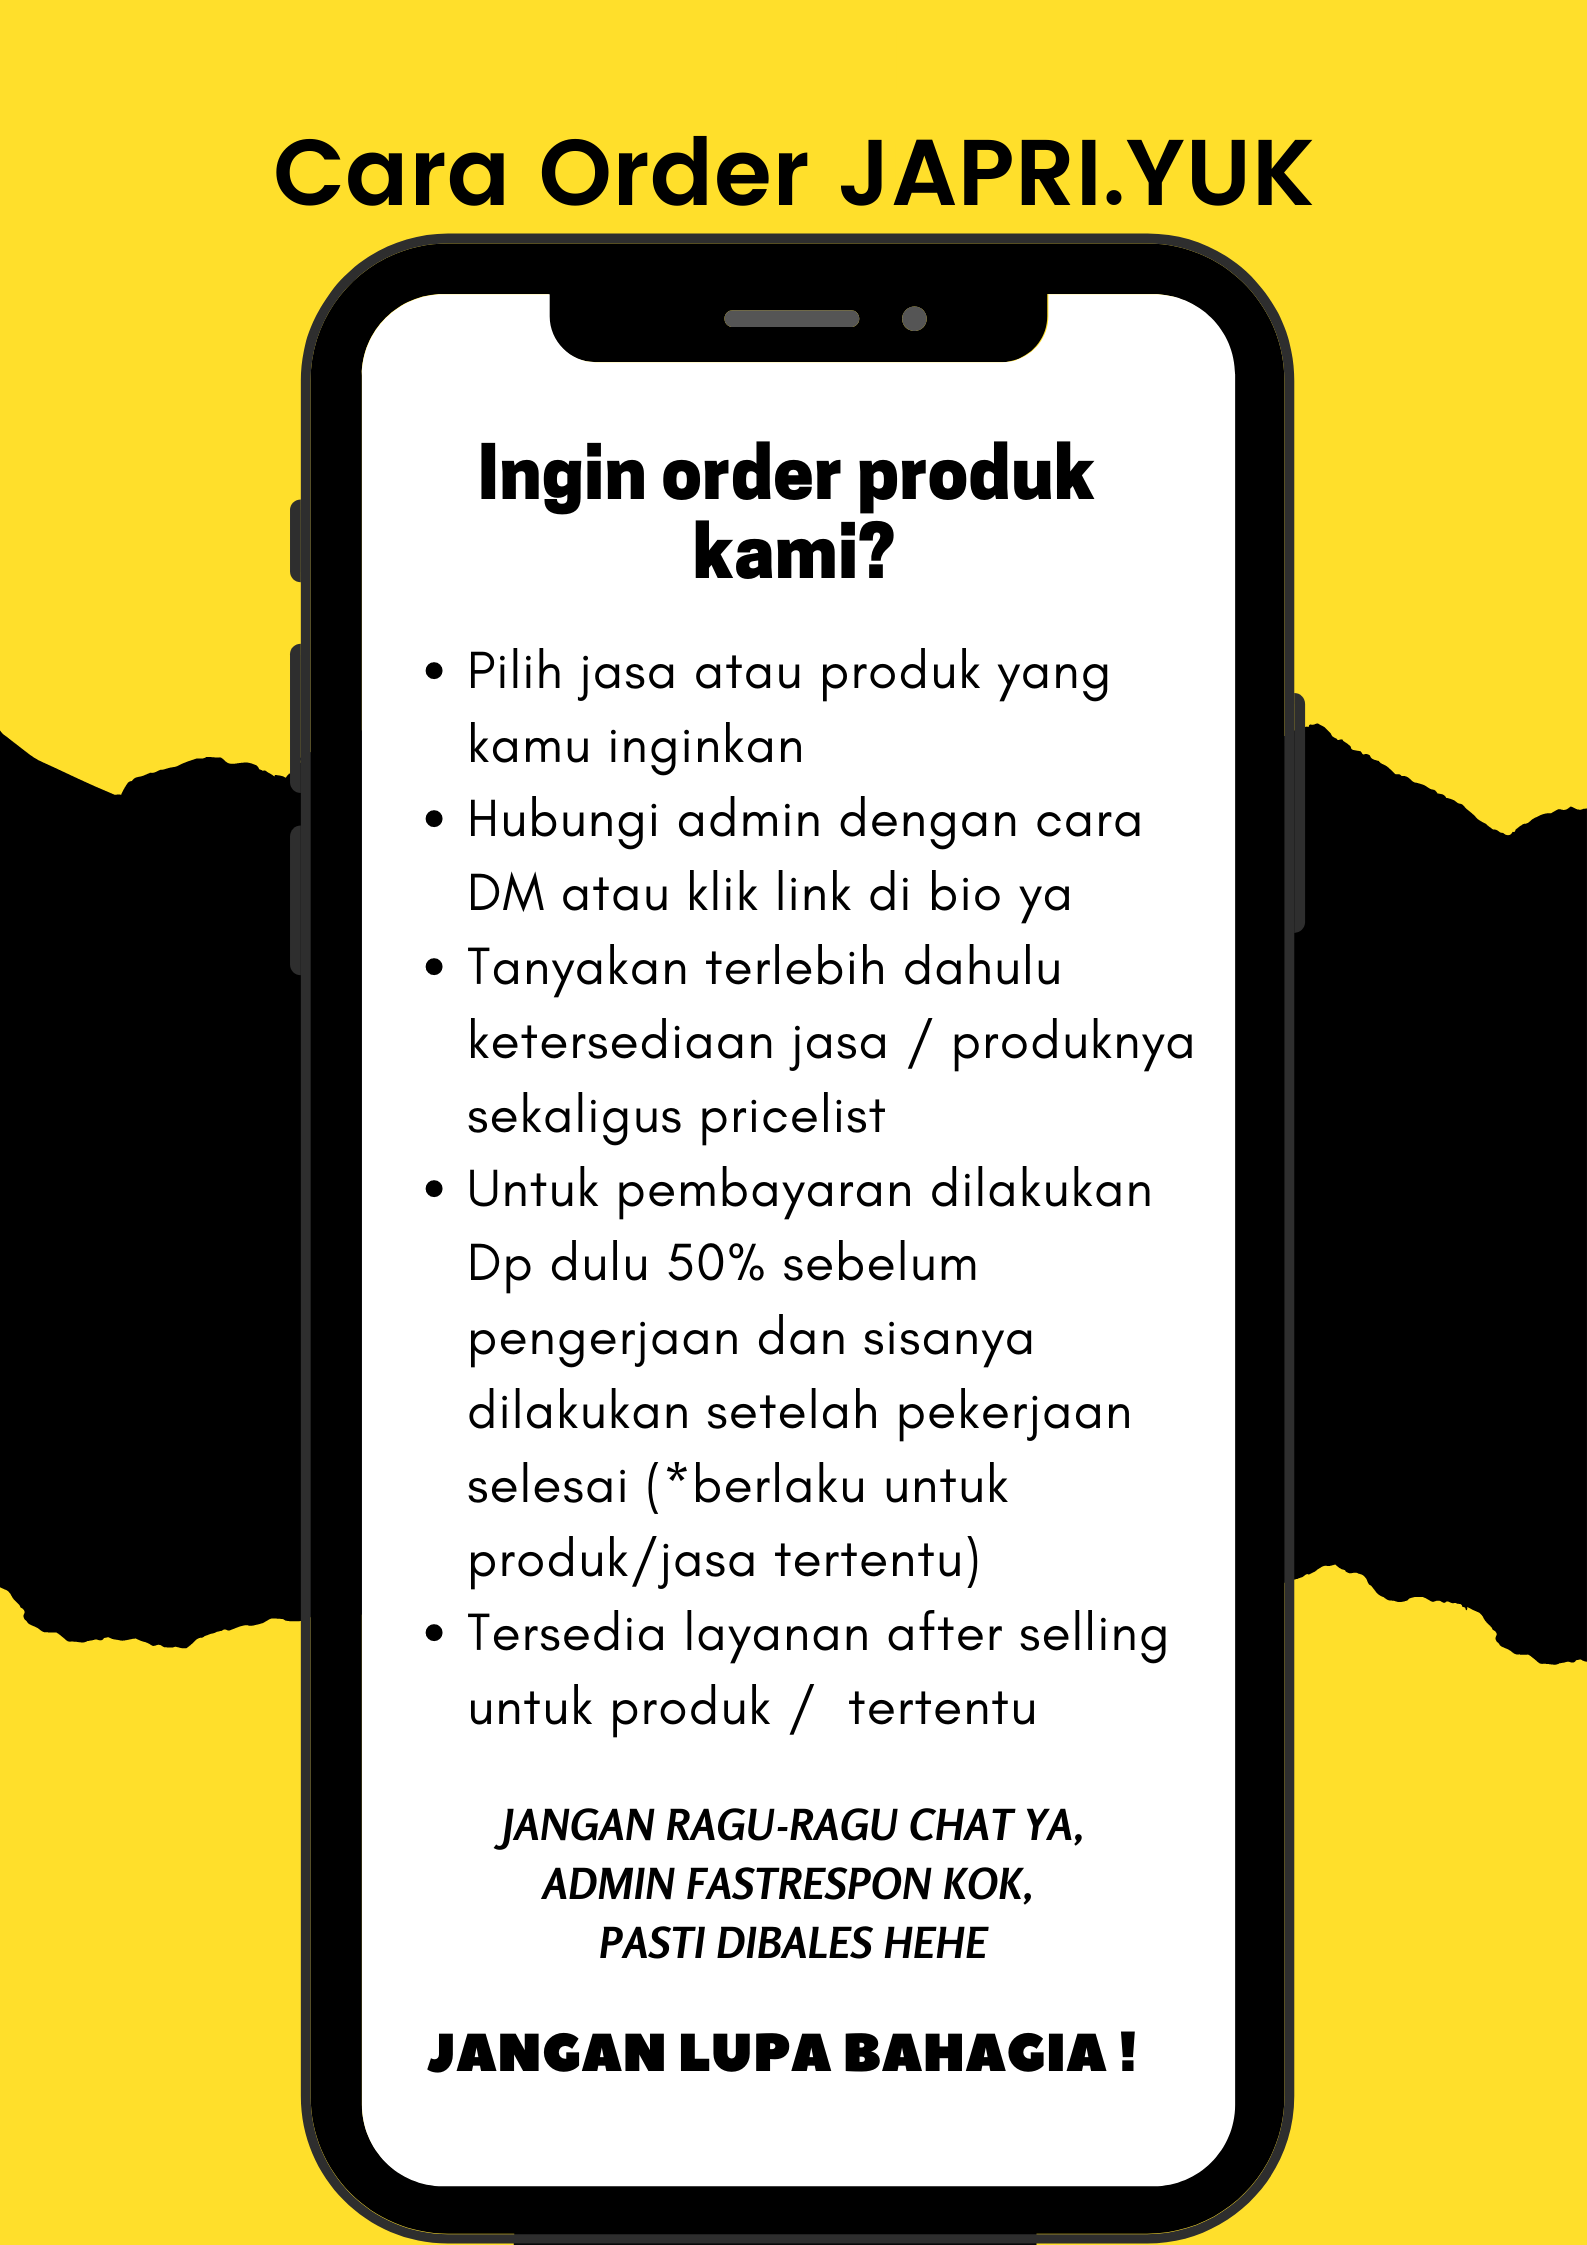 Cara Order JAPRI.YUK
Ingin order produk
kami?
• Pilih jasa atau produk yang
kamu inginkan
• Hubungi admin dengan cara
DM atau klik link di bio ya
• Tanyakan terlebih dahulu
ketersediaan jasa / produknya
sekaligus pricelist
• Untuk pembayaran dilakukan
Dp dulu 50% sebelum
pengerjaan dan sisanya
dilakukan setelah pekerjaan
selesai (*berlaku untuk
produk/jasa tertentu)
• Tersedia layanan after selling
untuk produk /  tertentu
JANGAN RAGU-RAGU CHAT YA,
ADMIN FASTRESPON KOK,
PASTI DIBALES HEHE
JANGAN LUPA BAHAGIA !